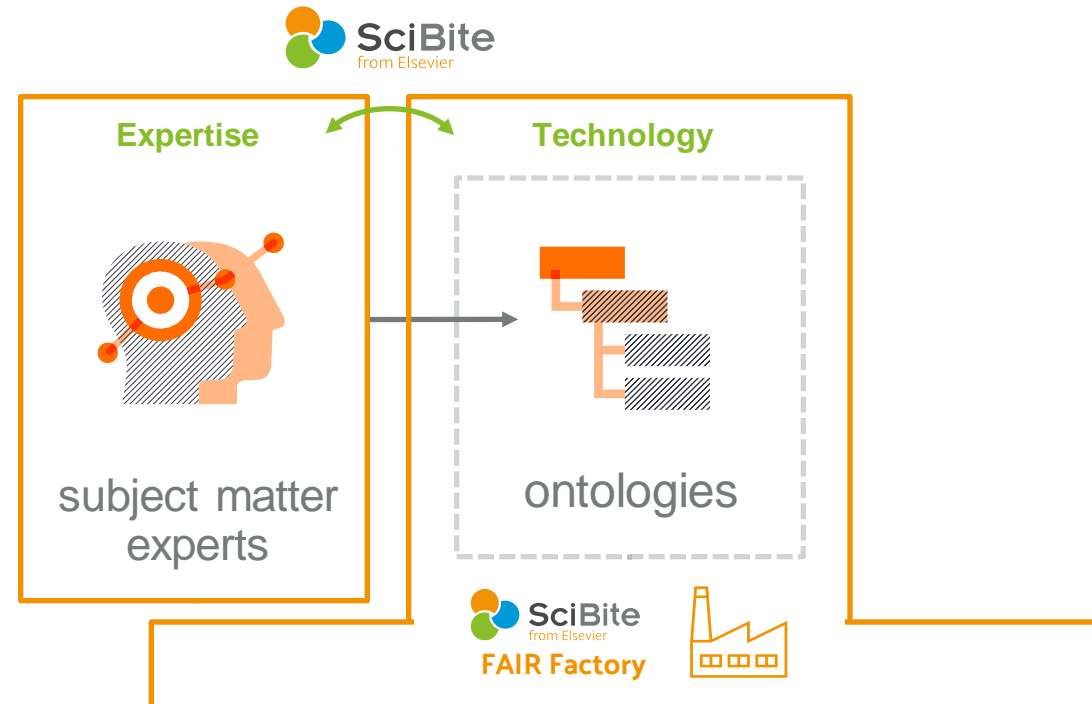 SciBite
from Elsevier
Expertise
Technology
subject matter
experts
ontologies
SciBite
from Elsevier
FAIR Factory